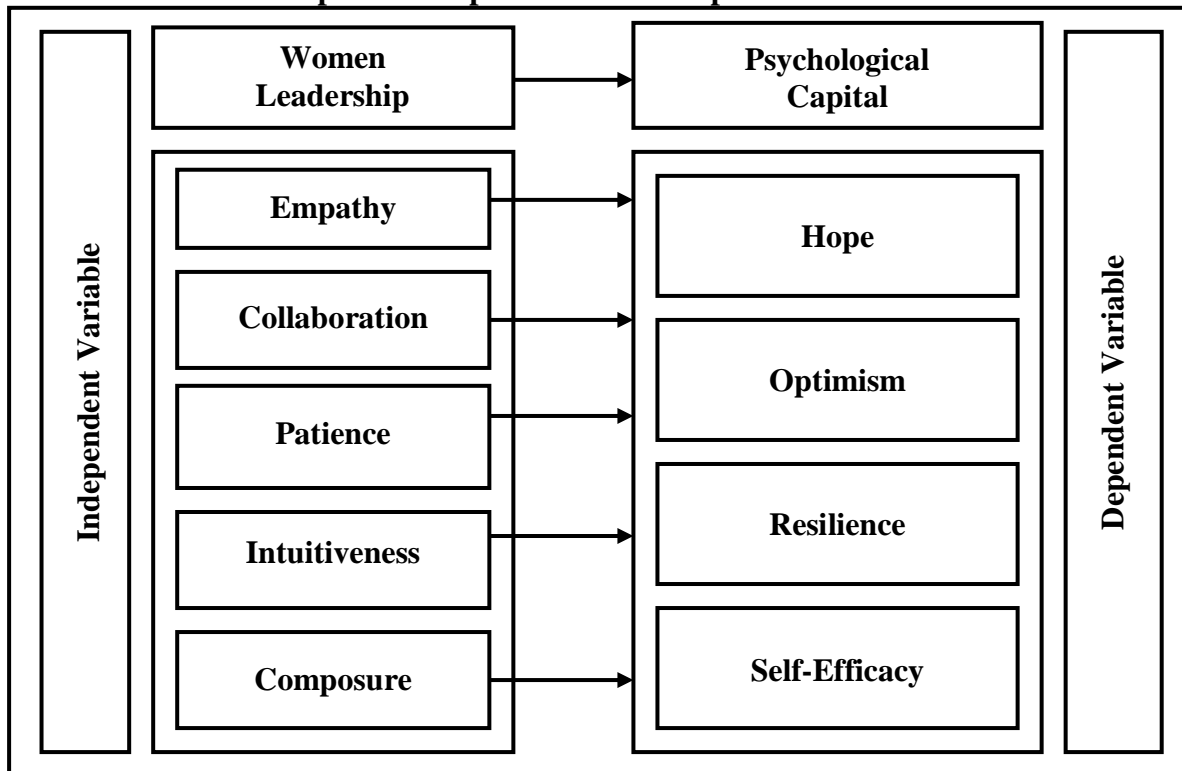 Independent Variable
Women
Leadership
Psychological
Capital
Empathy
Collaboration
Patience
Intuitiveness
Composure
Hope
Optimism
Resilience
Self-Efficacy
Dependent Variable